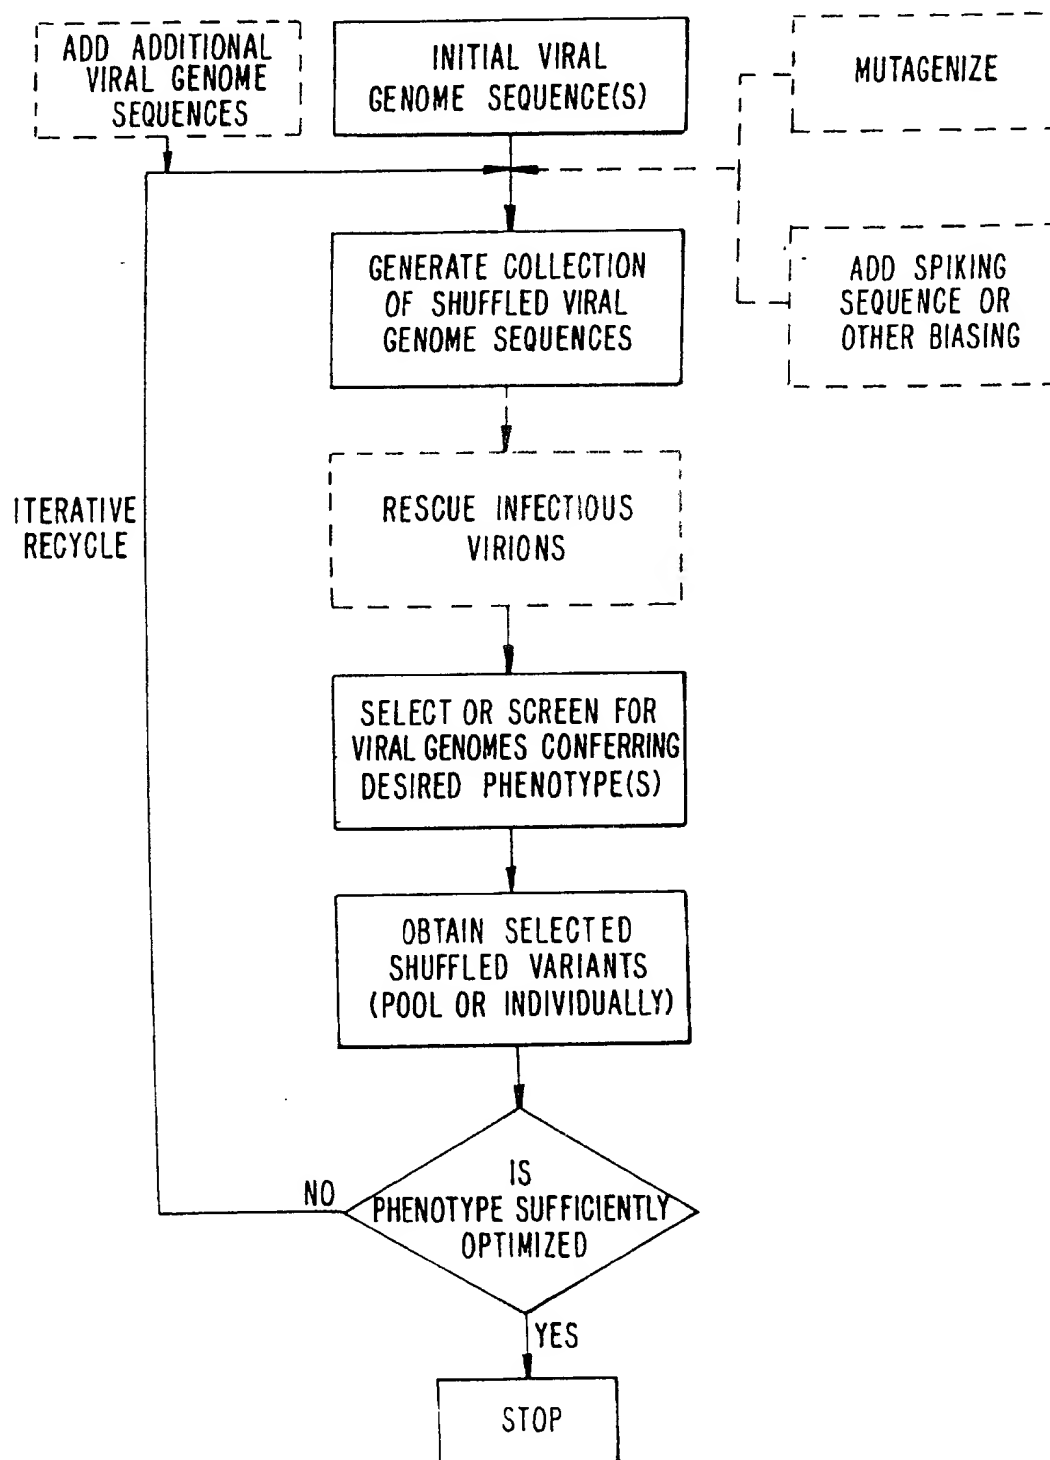 ADD ADDITIONAL
VIRAL GENOME
SEQUENCES
INITIAL VIRAL
GENOME SEQUENCE(S)
MUTAGENIZE
GENERATE COLLECTION
OF SHUFFLED VIRAL
GENOME SEQUENCES
ADD SPIKING
SEQUENCE OR
OTHER BIASING
RESCUE INFECTIOUS
VIRIONS
ITERATIVE
RECYCLE
SELECT OR SCREEN FOR
VIRAL GENOMES CONFERRING
DESIRED PHENOTYPE(S)
OBTAIN SELECTED
SHUFFLED VARIANTS
(POOL OR INDIVIDUALLY)
NO
IS
PHENOTYPE SUFFICIENTLY
OPTIMIZED
YES
STOP